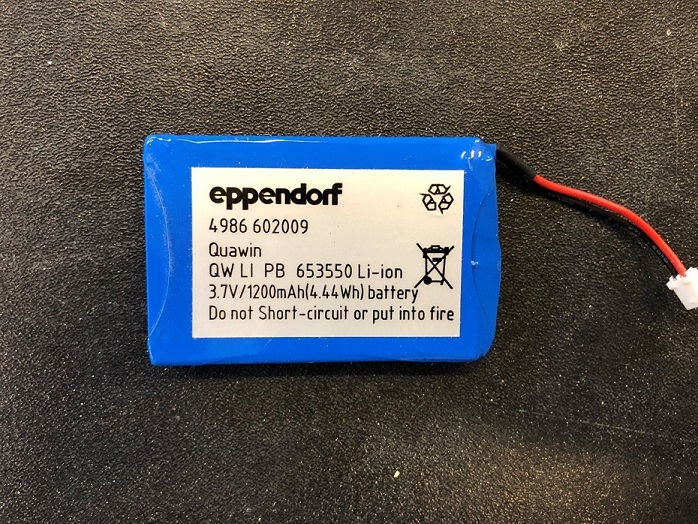 eppendorf
4986 602009
Quawin
QW LI PB 653550 Li-ion
3.7V/1200mAh(4.44Wh) battery
Do not Short-circuit or put into fire